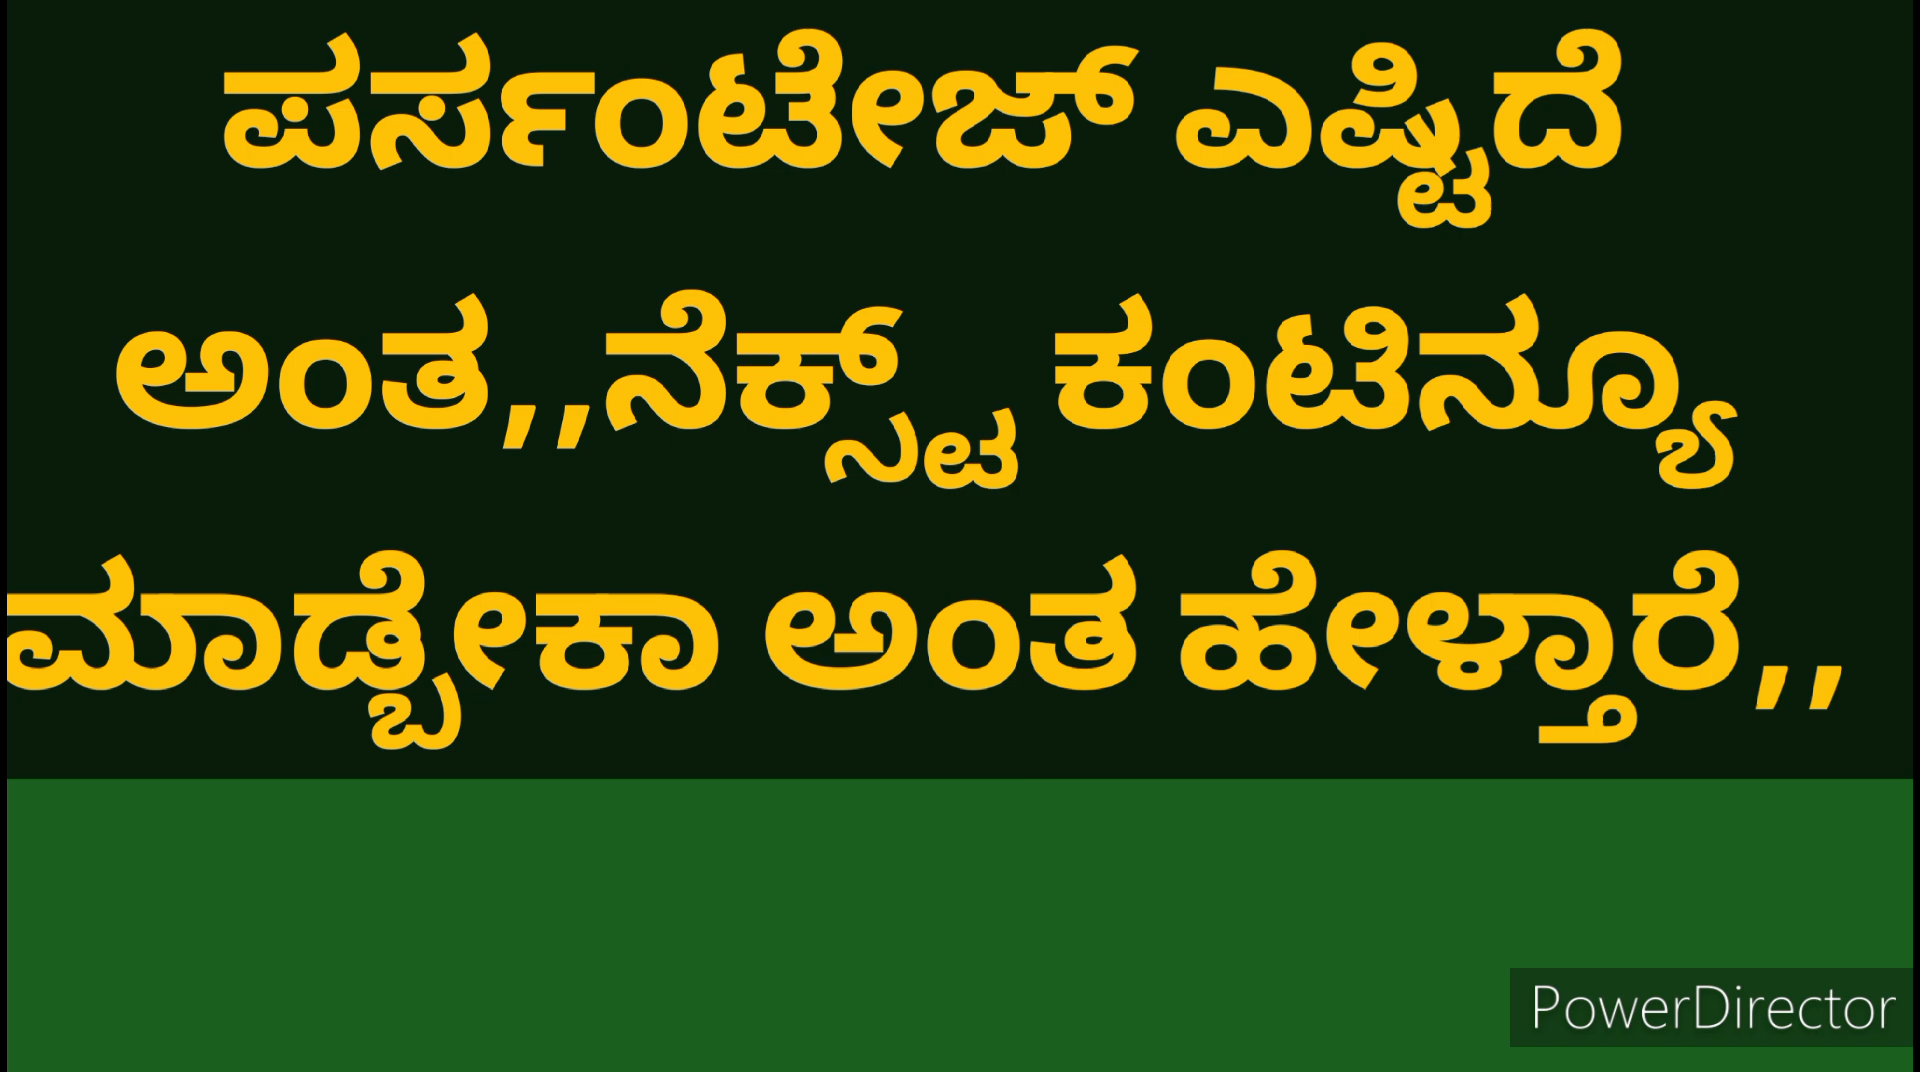 ಪರ್ಸೆಂಟೇಜ್ ಎಷ್ಟಿದೆ
ಅಂತ,,ನೆಕ್ಸ್ಟ ಕಂಟಿನ್ಯೂ
ಮಾಡ್ಬೇಕಾ ಅಂತ ಹೇಳ್ತಾರೆ,,
PowerDirector